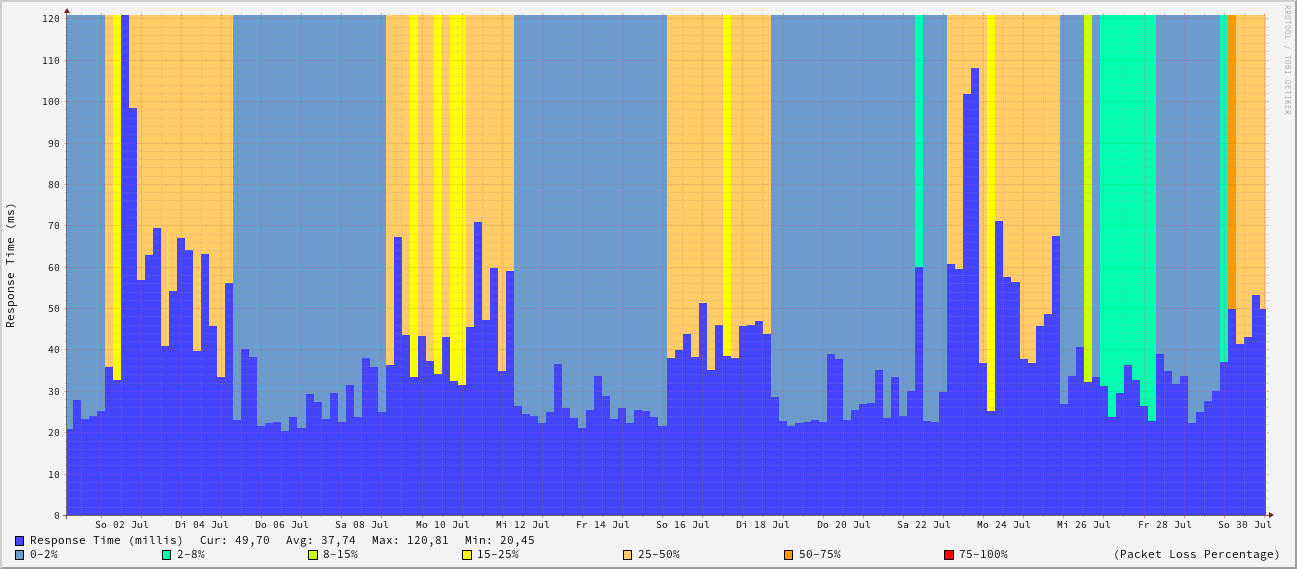 120
110
100
90
80
70
60
50
40
30
20
10
0
Response Time (ms)
RRDTOOL / TOBI OETIKER
So 02 Jul Di 04 Jul Do 06 Jul Sa 08 Jul Mo 10 Jul Mi 12 Jul Fr 14 Jul So 16 Jul Di 18 Jul Do 20 Jul Sa 22 Jul Mo 24 Jul Mi 26 Jul Fr 28 Jul So 30 Jul
Response Time (millis) Cur: 49,70 Avg: 37,74 Max: 120,81 Min: 20,45
0-2% 2-8% 8-15% 15-25% 25-50% 50-75% 75-100% (Packet Loss Percentage)